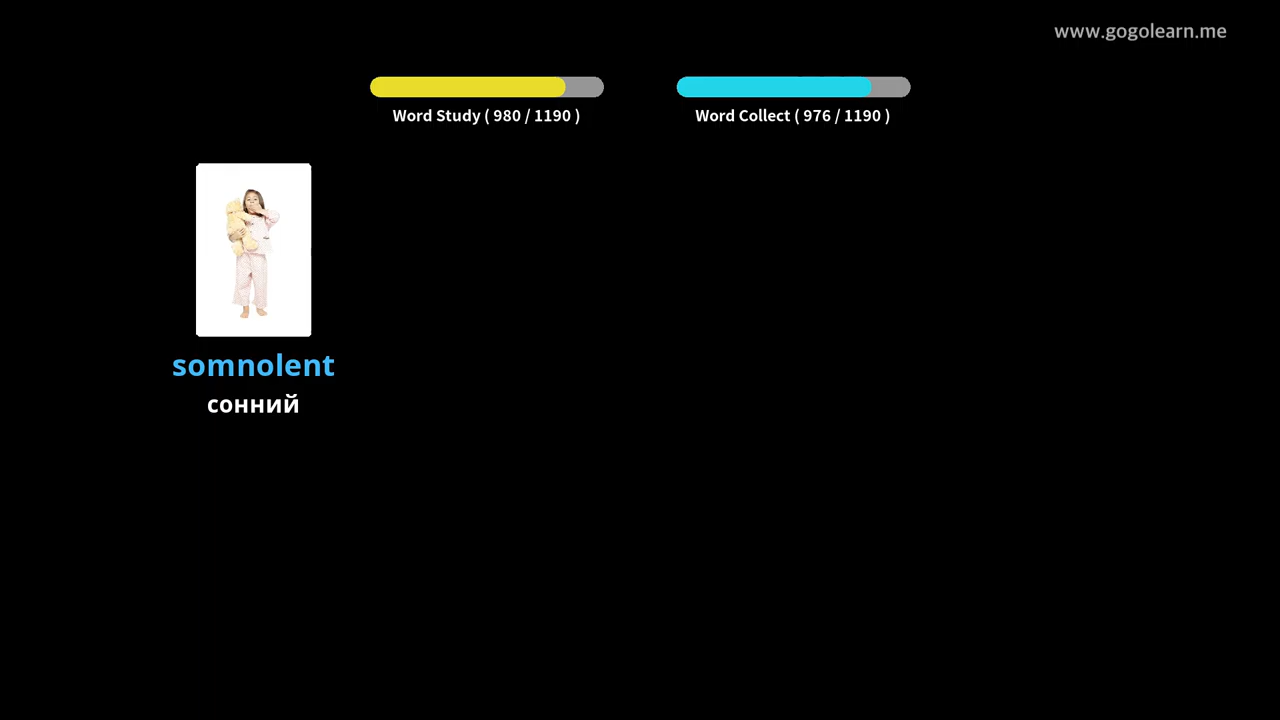 www.gogolearn.me
Word Study ( 980 / 1190 )
Word Collect ( 976 / 1190 )
somnolent
сонний